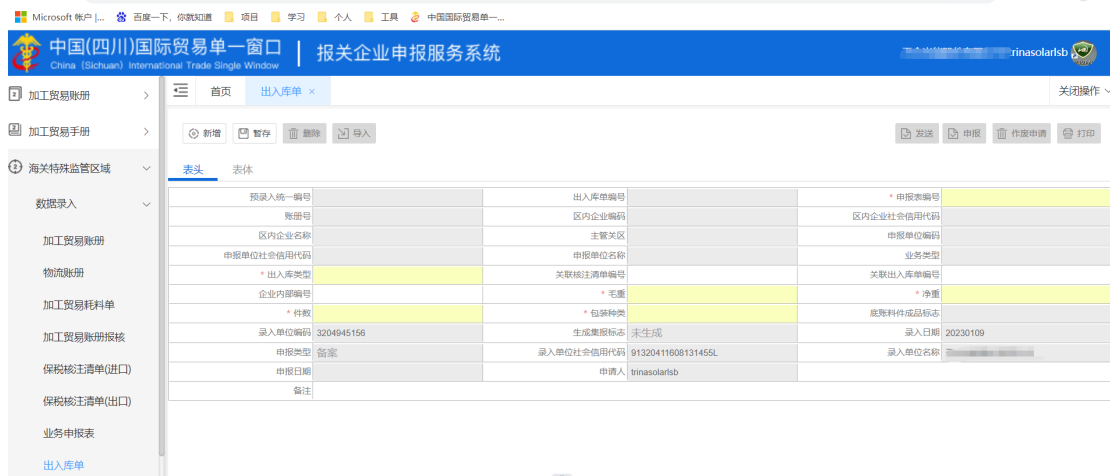 Microsoft 帐户 |... 百度一下，你就知道 项目 学习 个人 工具 中国国际贸易单一...
中国(四川)国际贸易单一窗口 | 报关企业申报服务系统
China (Sichuan) International Trade Single Window
rinasolarlsb
加工贸易账册
首页 出入库单 × 关闭操作
加工贸易手册
新增 暂存 删除 导入 发送 申报 作废申请 打印
海关特殊监管区域
表头 表体
数据录入
预录入统一编号 出入库单编号 * 申报表编号
账册号 区内企业编码 区内企业社会信用代码
加工贸易账册
区内企业名称 主管关区 申报单位编码
申报单位社会信用代码 申报单位名称 业务类型
物流账册
* 出入库类型 关联核注清单编号 关联出入库单编号
企业内部编号 * 毛重 * 净重
加工贸易耗料单
* 件数 * 包装种类 底账料件成品标志
加工贸易账册报核
录入单位编码 3204945156 生成集报标志 未生成 录入日期 20230109
申报类型 备案 录入单位社会信用代码 91320411608131455L 录入单位名称
保税核注清单(进口)
申报日期 申请人 trinasolarlsb
备注
保税核注清单(出口)
业务申报表
出入库单